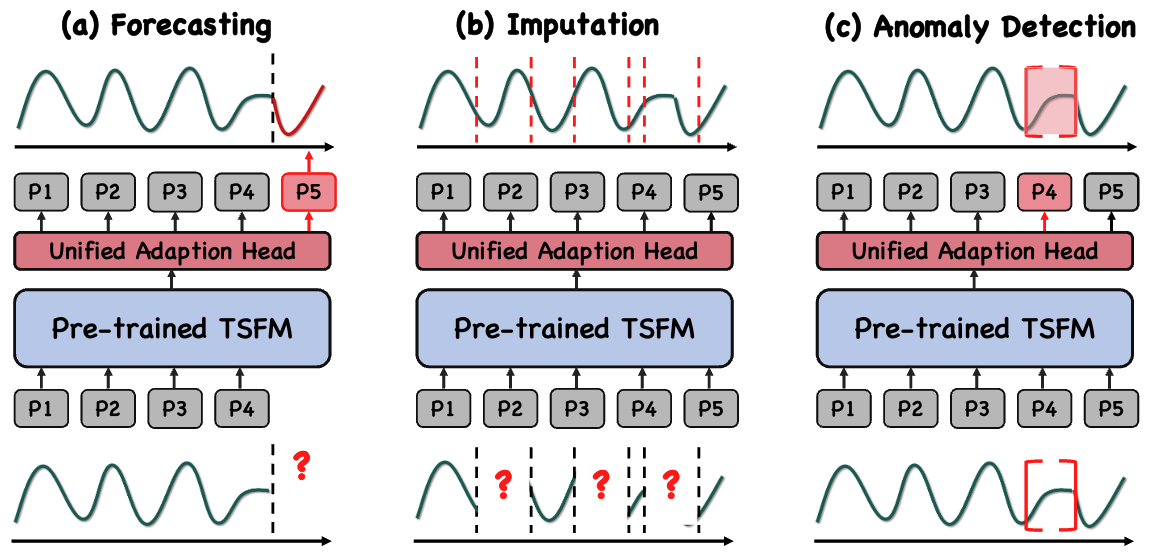 (a) Forecasting
P1 P2 P3 P4 P5
Unified Adaption Head
Pre-trained TSFM
P1 P2 P3 P4
?
(b) Imputation
P1 P2 P3 P4 P5
Unified Adaption Head
Pre-trained TSFM
P1 P2 P3 P4 P5
? ? ?
(c) Anomaly Detection
P1 P2 P3 P4 P5
Unified Adaption Head
Pre-trained TSFM
P1 P2 P3 P4 P5